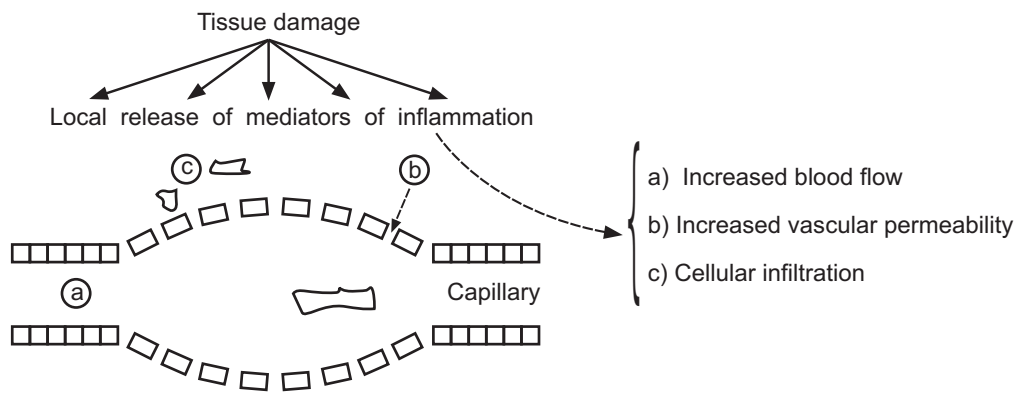 Tissue damage
Local release of mediators of inflammation
c
b
a) Increased blood flow
b) Increased vascular permeability
c) Cellular infiltration
a
Capillary